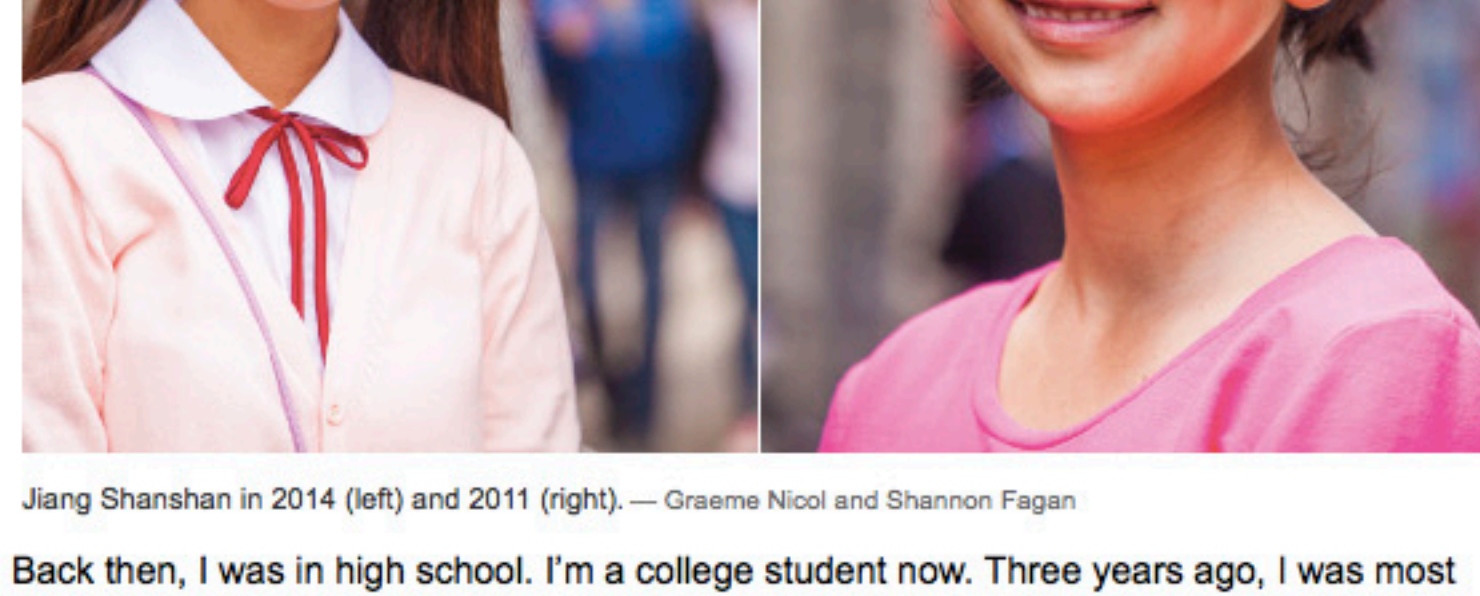 Jiang Shanshan in 2014 (left) and 2011 (right). — Graeme Nicol and Shannon Fagan
Back then, I was in high school. I'm a college student now. Three years ago, I was most